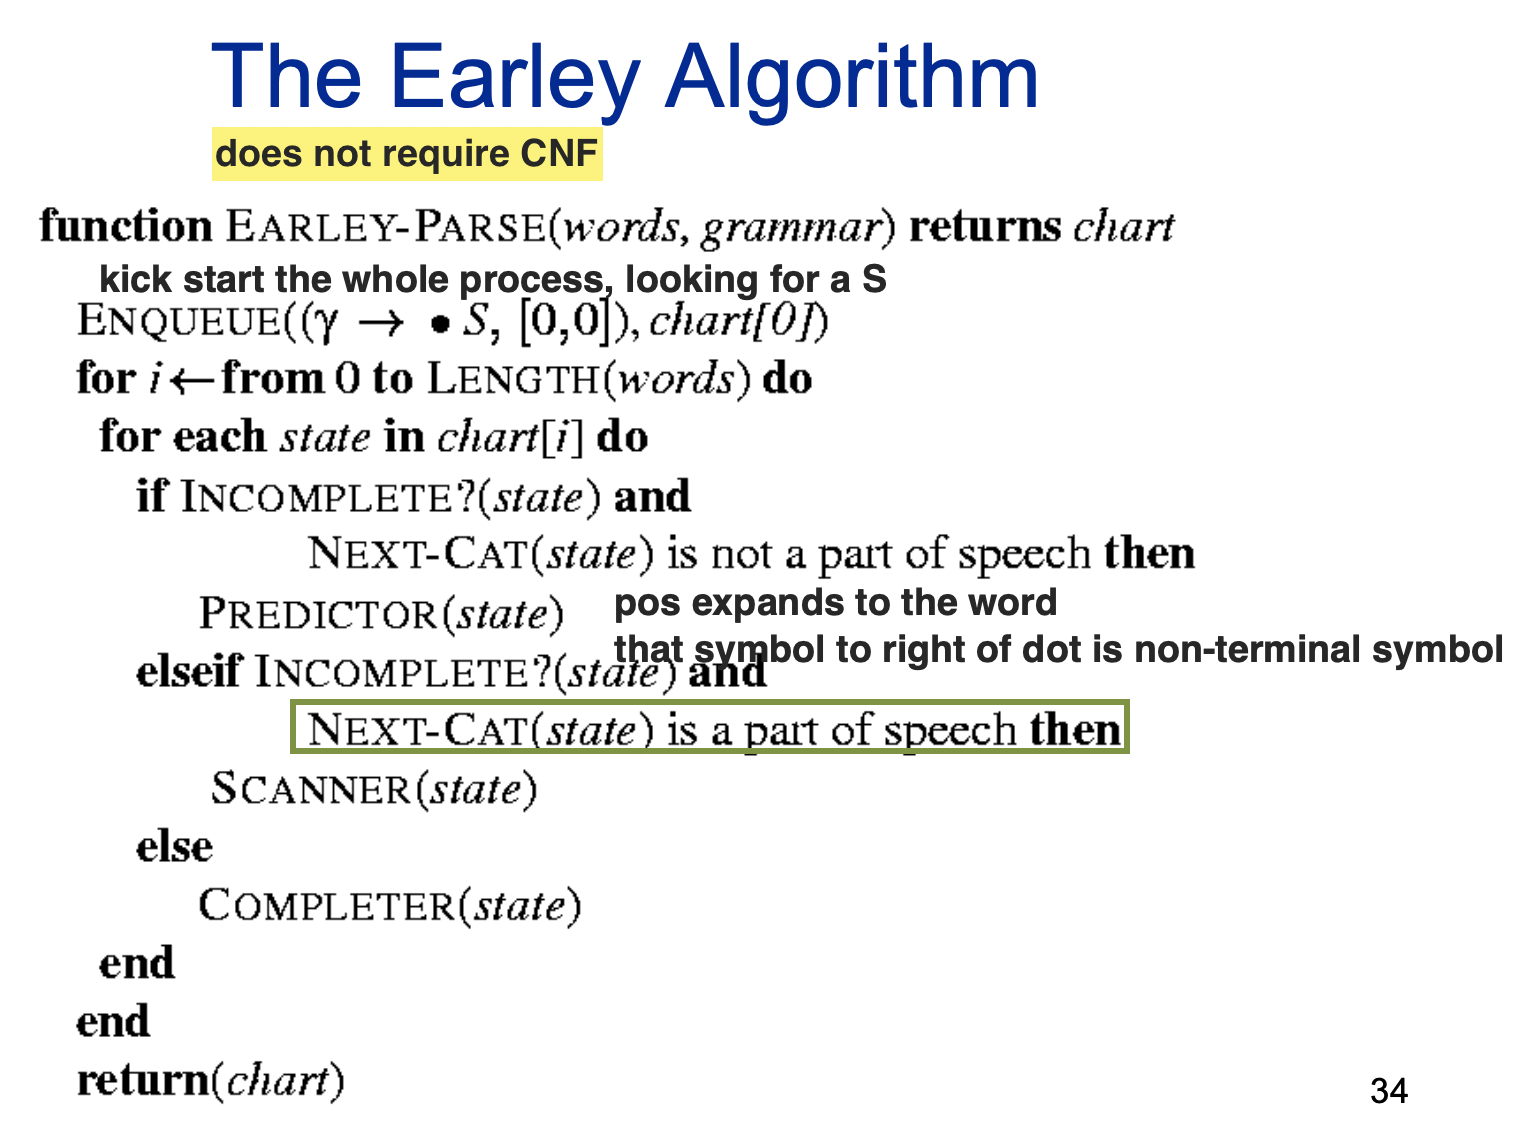 The Earley Algorithm
does not require CNF
function EARLEY-PARSE(words, grammar) returns chart
kick start the whole process, looking for a S
ENQUEUE((γ → • S, [0,0]), chart[0])
for i ← from 0 to LENGTH(words) do
for each state in chart[i] do
if INCOMPLETE?(state) and
NEXT-CAT(state) is not a part of speech then
PREDICTOR(state)
pos expands to the word
that symbol to right of dot is non-terminal symbol
elseif INCOMPLETE?(state) and
NEXT-CAT(state) is a part of speech then
SCANNER(state)
else
COMPLETER(state)
end
end
return(chart)
34